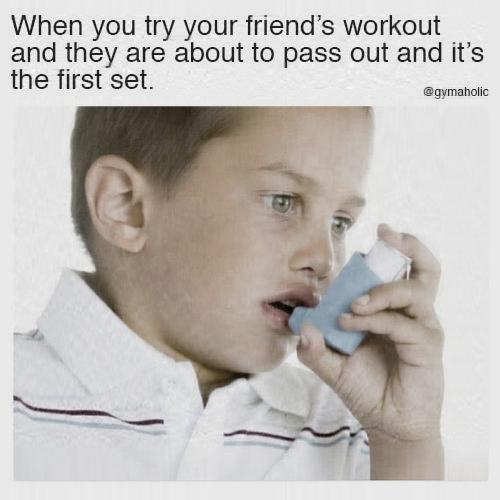 When you try your friend’s workout
and they are about to pass out and it’s
the first set.
@gymaholic